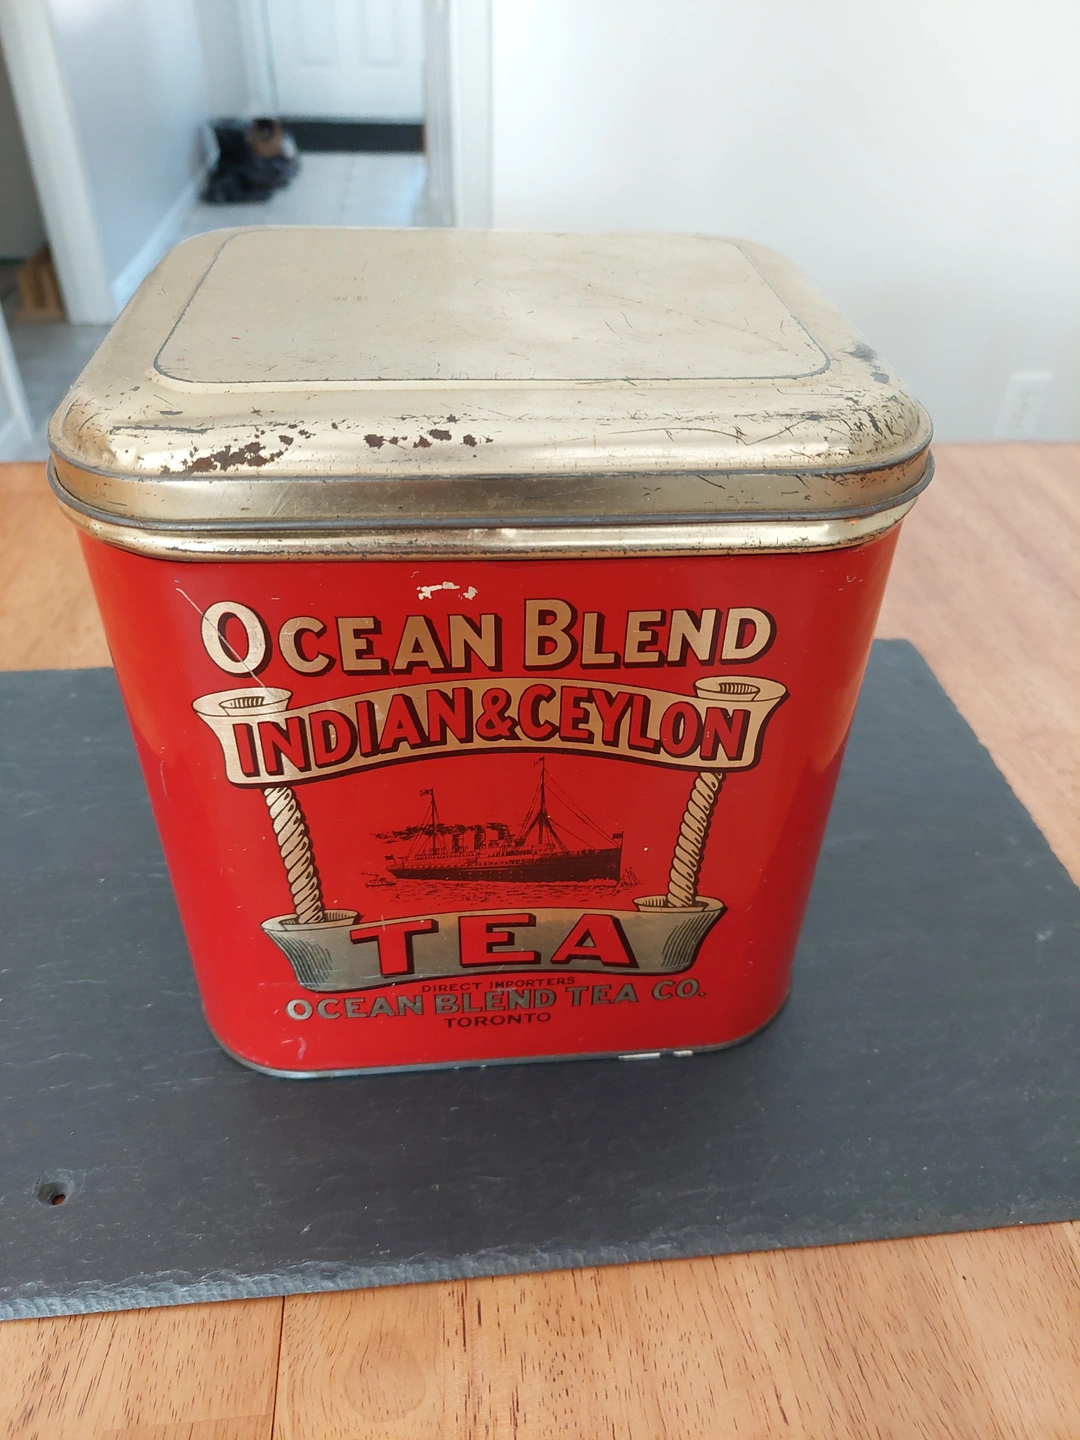 OCEAN BLEND
INDIAN & CEYLON
TEA
DIRECT IMPORTERS
OCEAN BLEND TEA CO.
TORONTO